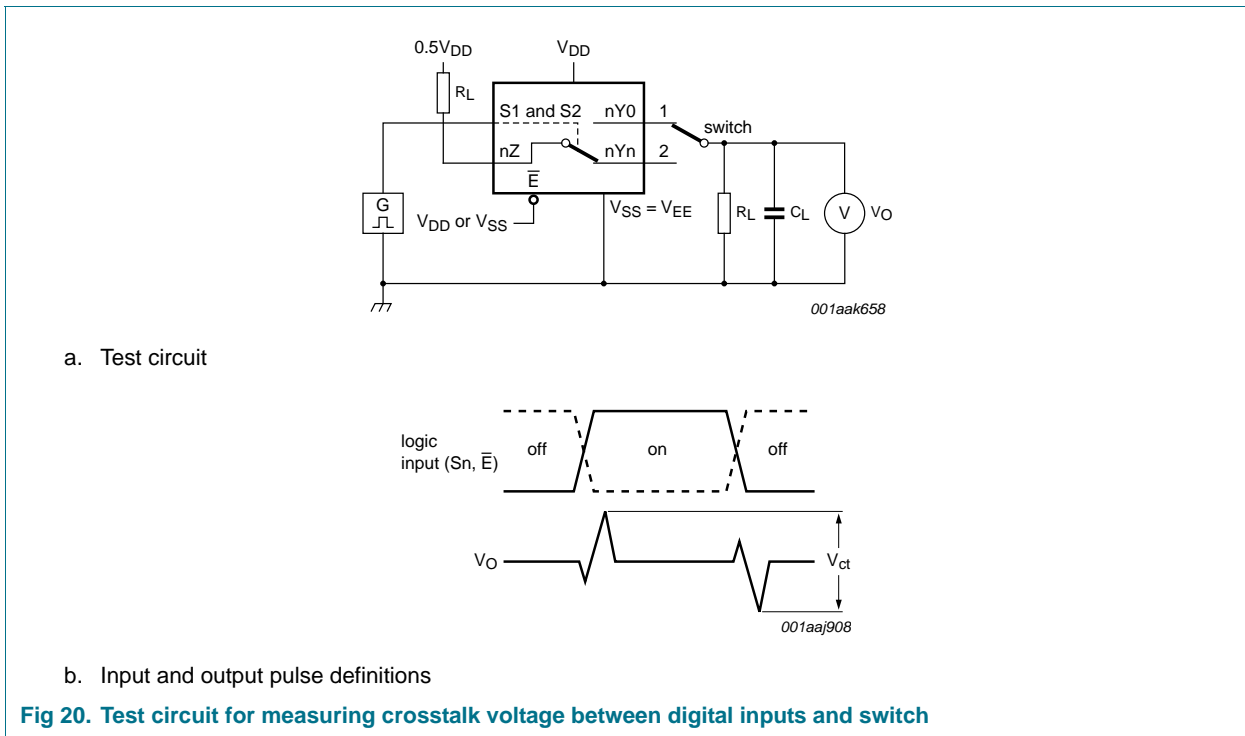 0.5VDD VDD
RL
S1 and S2 nY0 1
switch
nZ nYn 2
E̅
G VSS = VEE RL CL V VO
VDD or VSS
001aak658
a. Test circuit
logic
input (Sn, E̅) off on off
VO Vct
001aaj908
b. Input and output pulse definitions
Fig 20. Test circuit for measuring crosstalk voltage between digital inputs and switch